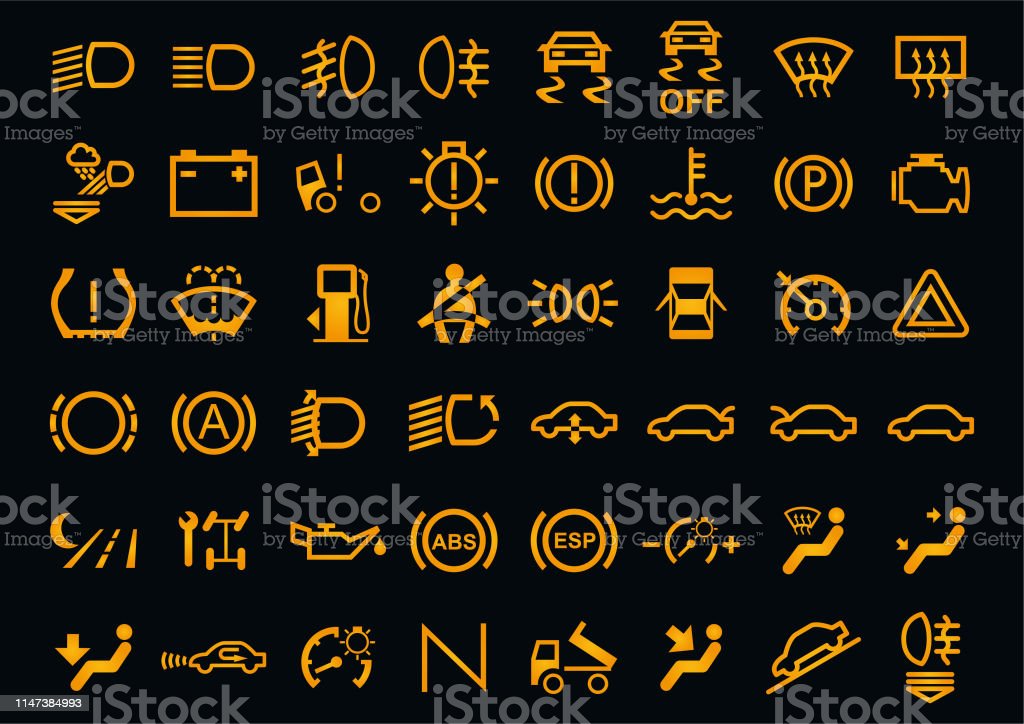 OFF
iStock iStock iStock iStock
by Getty Images™ by Getty Images™ by Getty Images™
P
iStock iStock iStock
by Getty Images™ by Getty Images™ by Getty Images™
A
iStock iStock iStock iStock
ABS ESP
by Getty Images™ by Getty Images™ by Getty Images™
N
iStock iStock iStock
1147384993